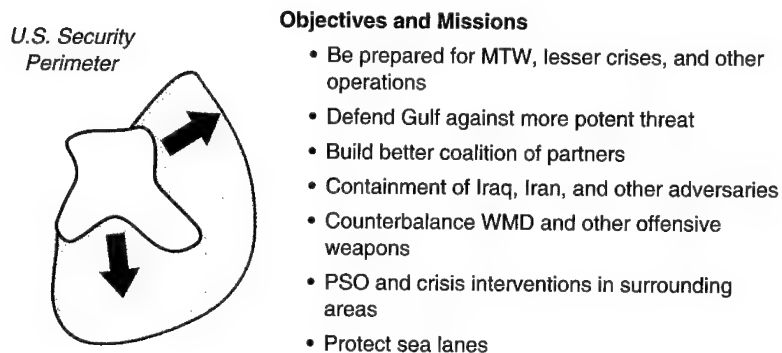 U.S. Security
Perimeter
Objectives and Missions
• Be prepared for MTW, lesser crises, and other
operations
• Defend Gulf against more potent threat
• Build better coalition of partners
• Containment of Iraq, Iran, and other adversaries
• Counterbalance WMD and other offensive
weapons
• PSO and crisis interventions in surrounding
areas
• Protect sea lanes